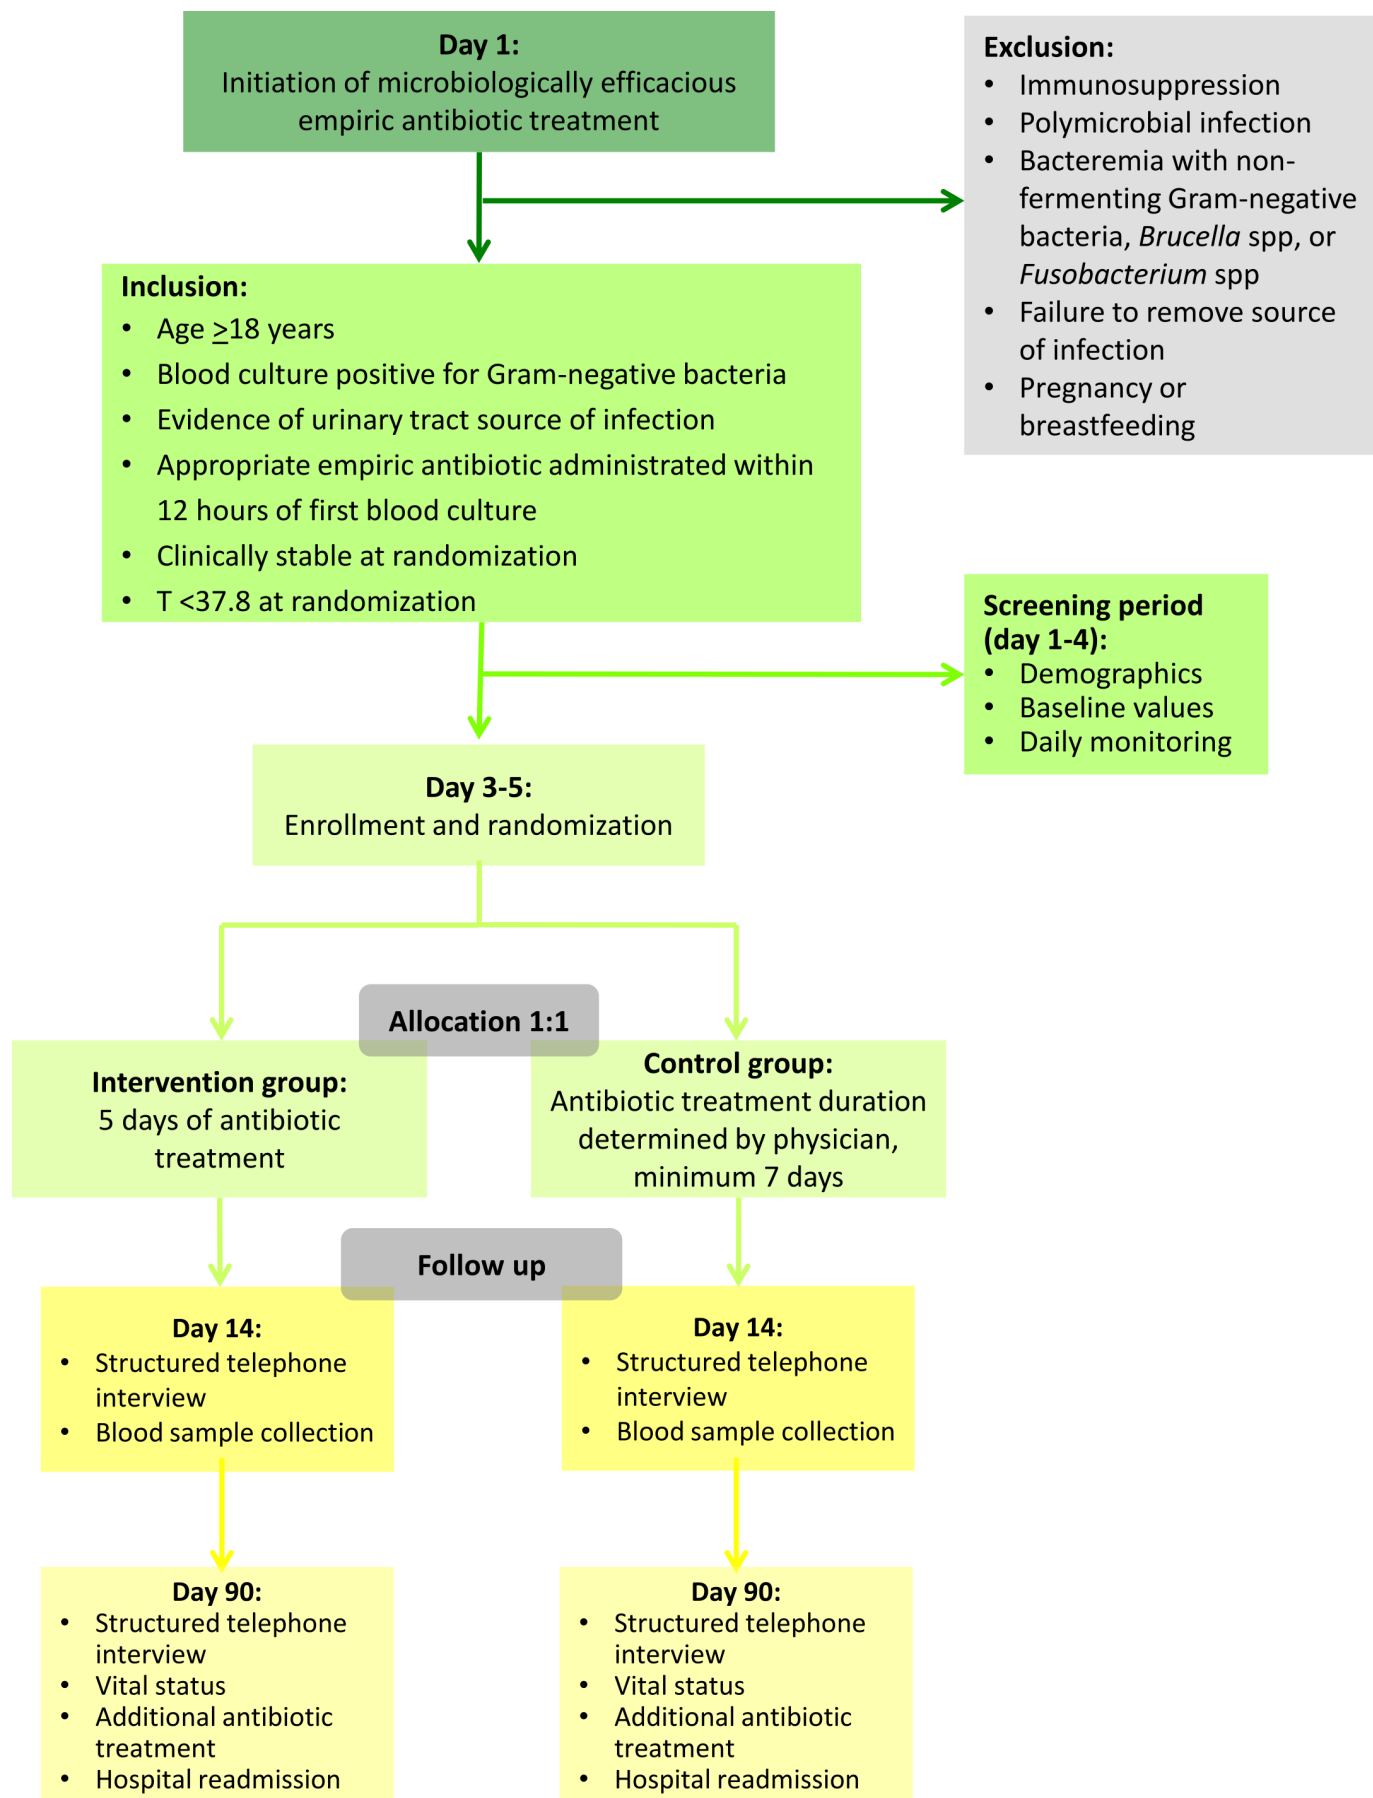 Day 1:
Initiation of microbiologically efficacious
empiric antibiotic treatment
Exclusion:
• Immunosuppression
• Polymicrobial infection
• Bacteremia with non-
fermenting Gram-negative
bacteria, Brucella spp, or
Fusobacterium spp
• Failure to remove source
of infection
• Pregnancy or
breastfeeding
Inclusion:
• Age ≥18 years
• Blood culture positive for Gram-negative bacteria
• Evidence of urinary tract source of infection
• Appropriate empiric antibiotic administrated within
12 hours of first blood culture
• Clinically stable at randomization
• T <37.8 at randomization
Screening period
(day 1-4):
• Demographics
• Baseline values
• Daily monitoring
Day 3-5:
Enrollment and randomization
Allocation 1:1
Intervention group:
5 days of antibiotic
treatment
Control group:
Antibiotic treatment duration
determined by physician,
minimum 7 days
Follow up
Day 14:
• Structured telephone
interview
• Blood sample collection
Day 14:
• Structured telephone
interview
• Blood sample collection
Day 90:
• Structured telephone
interview
• Vital status
• Additional antibiotic
treatment
• Hospital readmission
Day 90:
• Structured telephone
interview
• Vital status
• Additional antibiotic
treatment
• Hospital readmission